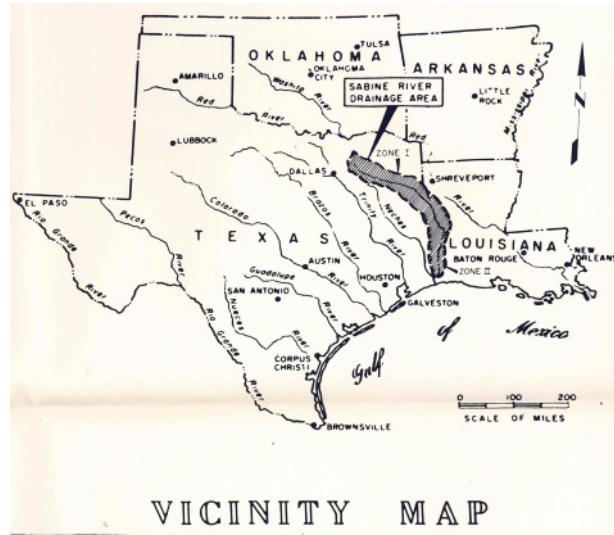 TULSA
OKLAHOMA
OKLAHOMA
CITY
ARKANSAS
AMARILLO
Washita
River
SABINE RIVER
DRAINAGE AREA
LITTLE
ROCK
Mississippi
N
Red
River
Red
LUBBOCK
ZONE I
DALLAS
SHREVEPORT
River
EL PASO
Rio Grande
River
Pecos
River
Colorado
River
Brazos
River
Trinity
River
Neches
TEXAS
LOUISIANA
BATON ROUGE
NEW
ORLEANS
ZONE II
AUSTIN
HOUSTON
GALVESTON
Guadalupe
River
SAN ANTONIO
Nueces
River
Rio Grande
River
CORPUS
CHRISTI
Gulf of Mexico
BROWNSVILLE
0 100 200
SCALE OF MILES
VICINITY MAP